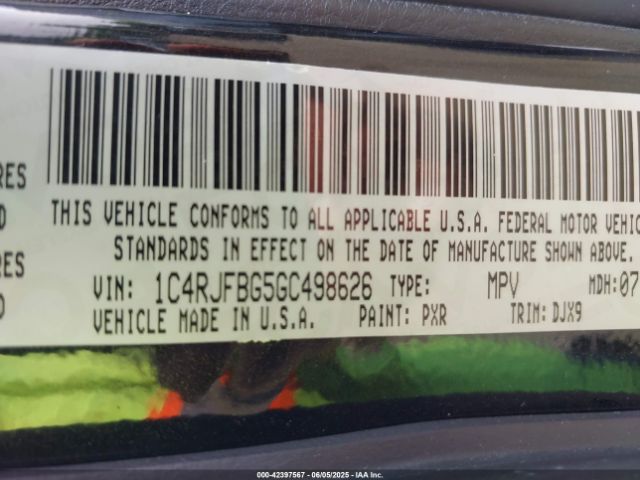 RES
D
RES
D
THIS VEHICLE CONFORMS TO ALL APPLICABLE U.S.A. FEDERAL MOTOR VEHIC
STANDARDS IN EFFECT ON THE DATE OF MANUFACTURE SHOWN ABOVE.
VIN: 1C4RJFBG5GC498626 TYPE: MPV MDH: 07
VEHICLE MADE IN U.S.A. PAINT: PXR TRIM: DJX9
000-42397567 - 06/05/2025 - IAA Inc.